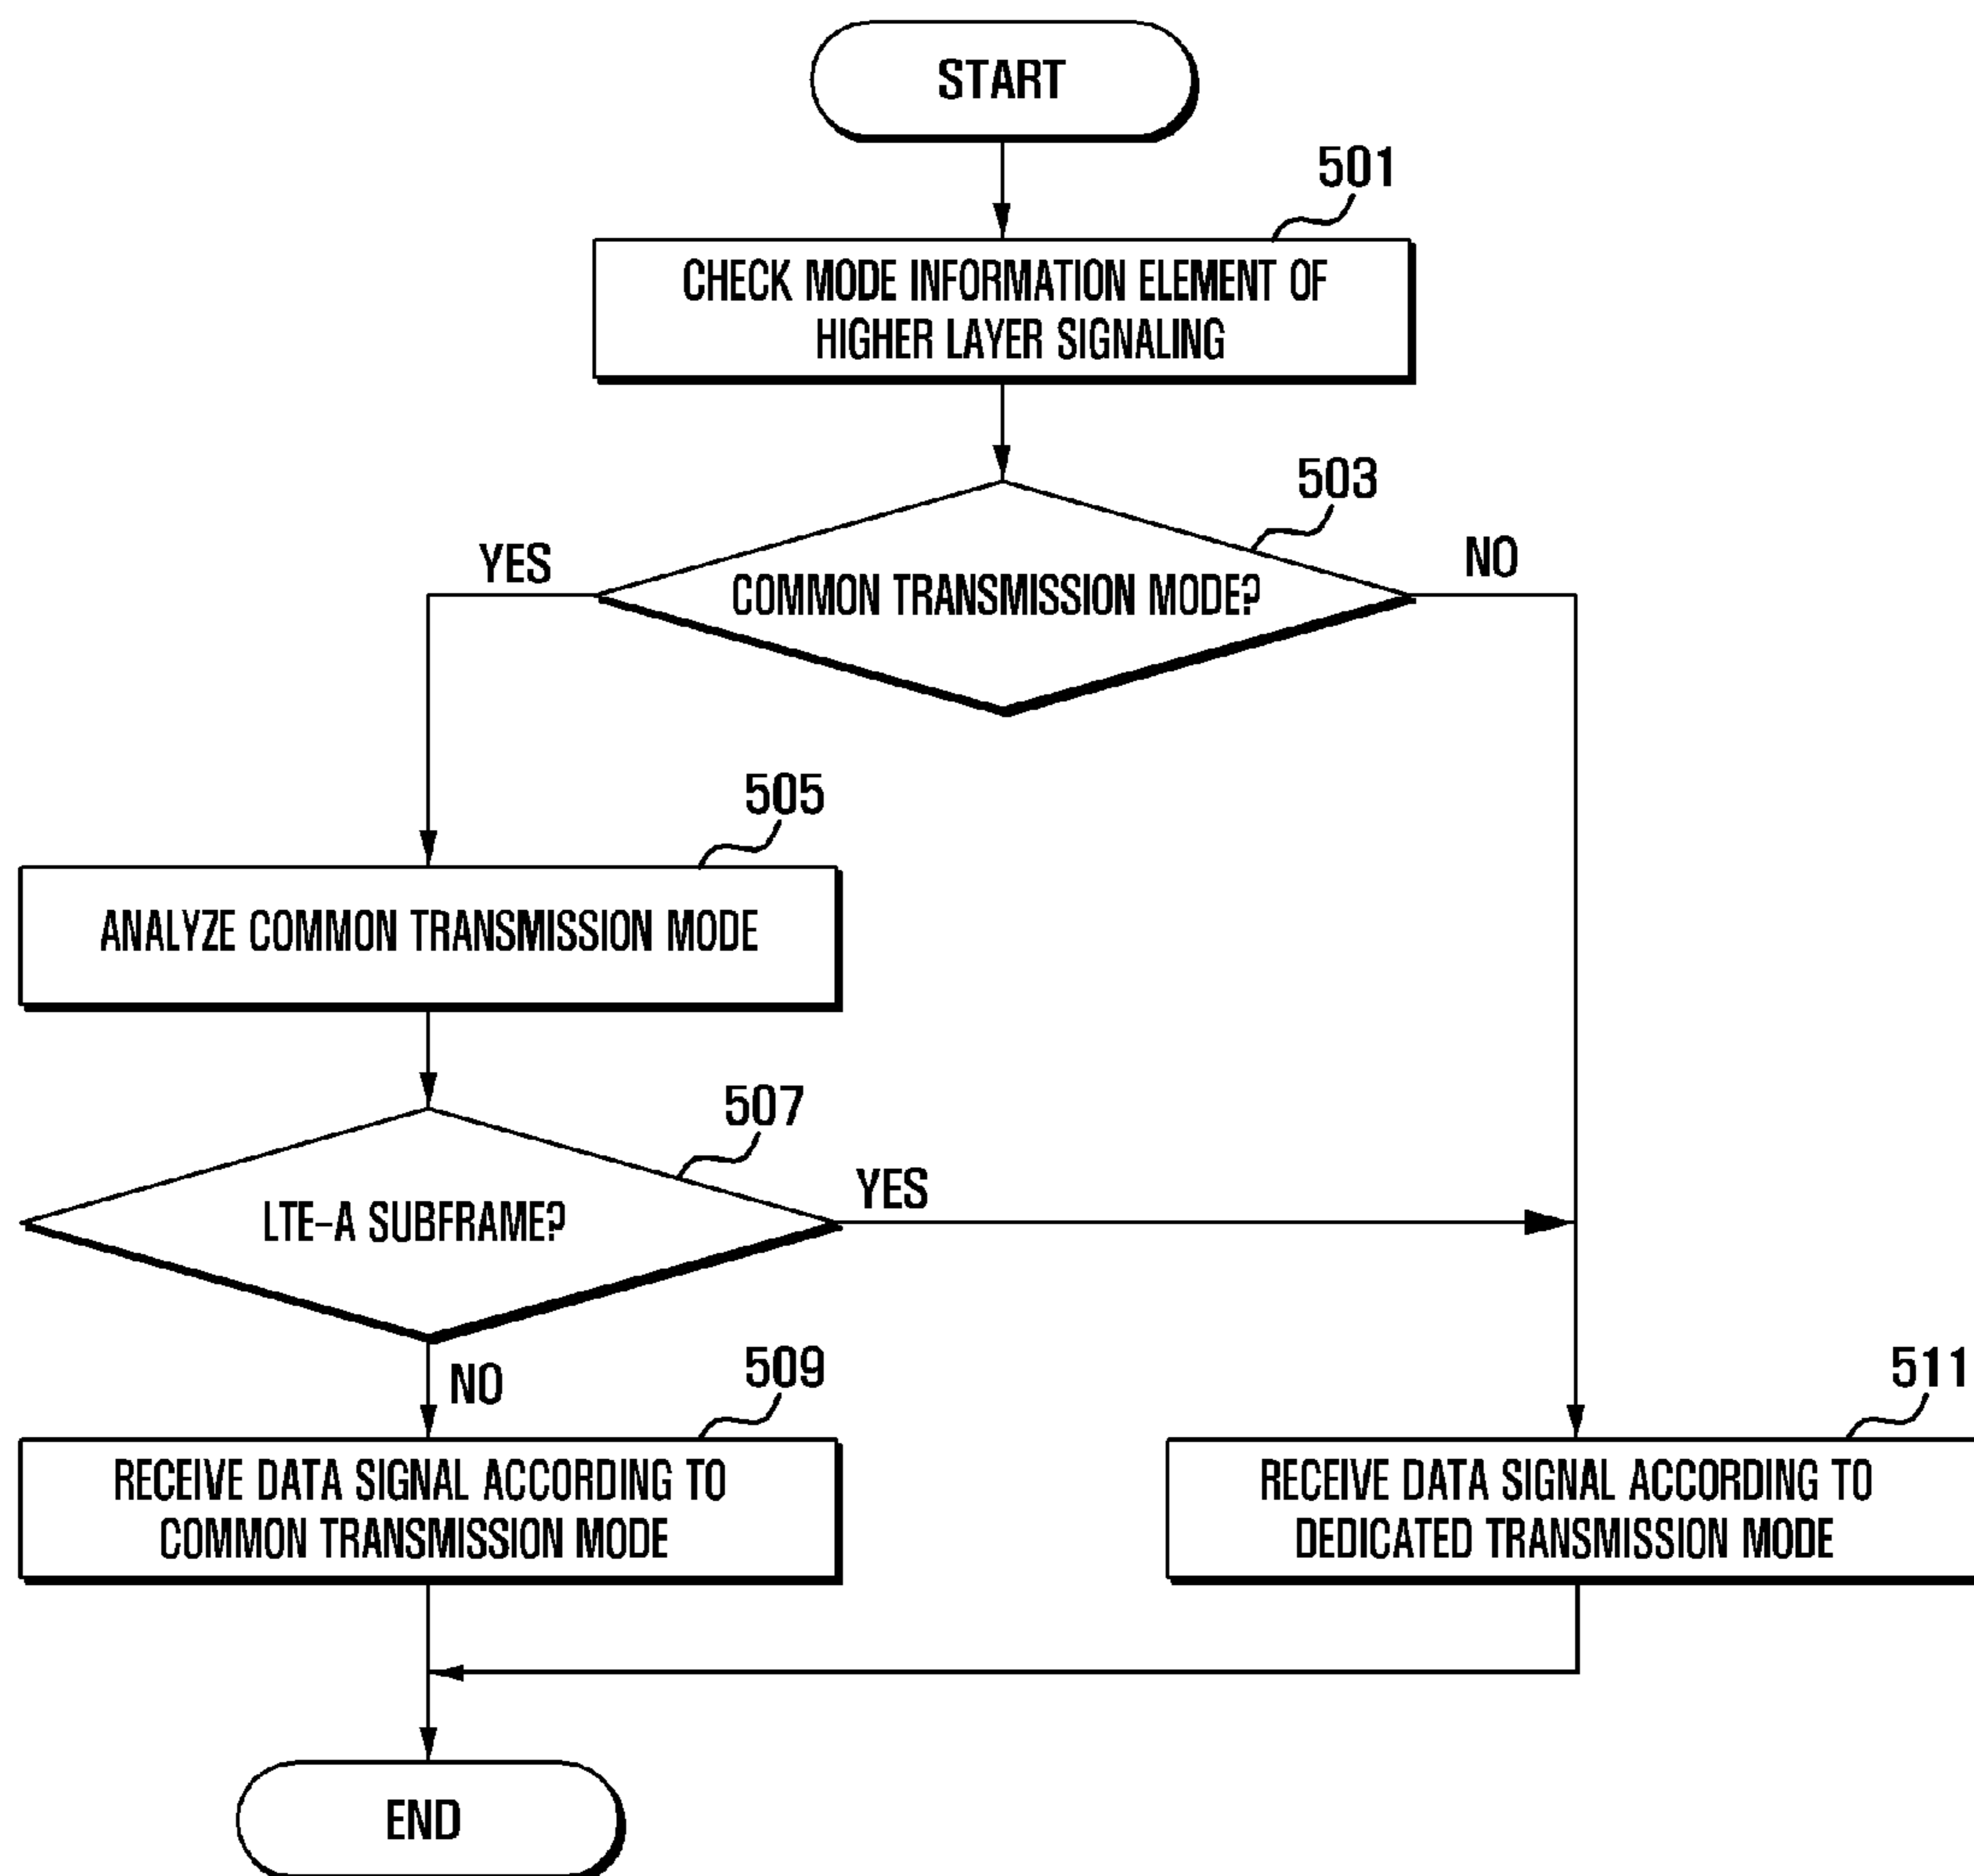 START
501
CHECK MODE INFORMATION ELEMENT OF
HIGHER LAYER SIGNALING
503
YES
NO
COMMON TRANSMISSION MODE?
505
ANALYZE COMMON TRANSMISSION MODE
507
YES
LTE-A SUBFRAME?
NO
509
511
RECEIVE DATA SIGNAL ACCORDING TO
COMMON TRANSMISSION MODE
RECEIVE DATA SIGNAL ACCORDING TO
DEDICATED TRANSMISSION MODE
END